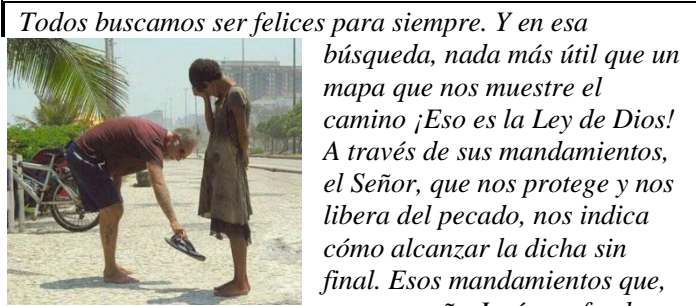 Todos buscamos ser felices para siempre. Y en esa
búsqueda, nada más útil que un
mapa que nos muestre el
camino ¡Eso es la Ley de Dios!
A través de sus mandamientos,
el Señor, que nos protege y nos
libera del pecado, nos indica
cómo alcanzar la dicha sin
final. Esos mandamientos que,